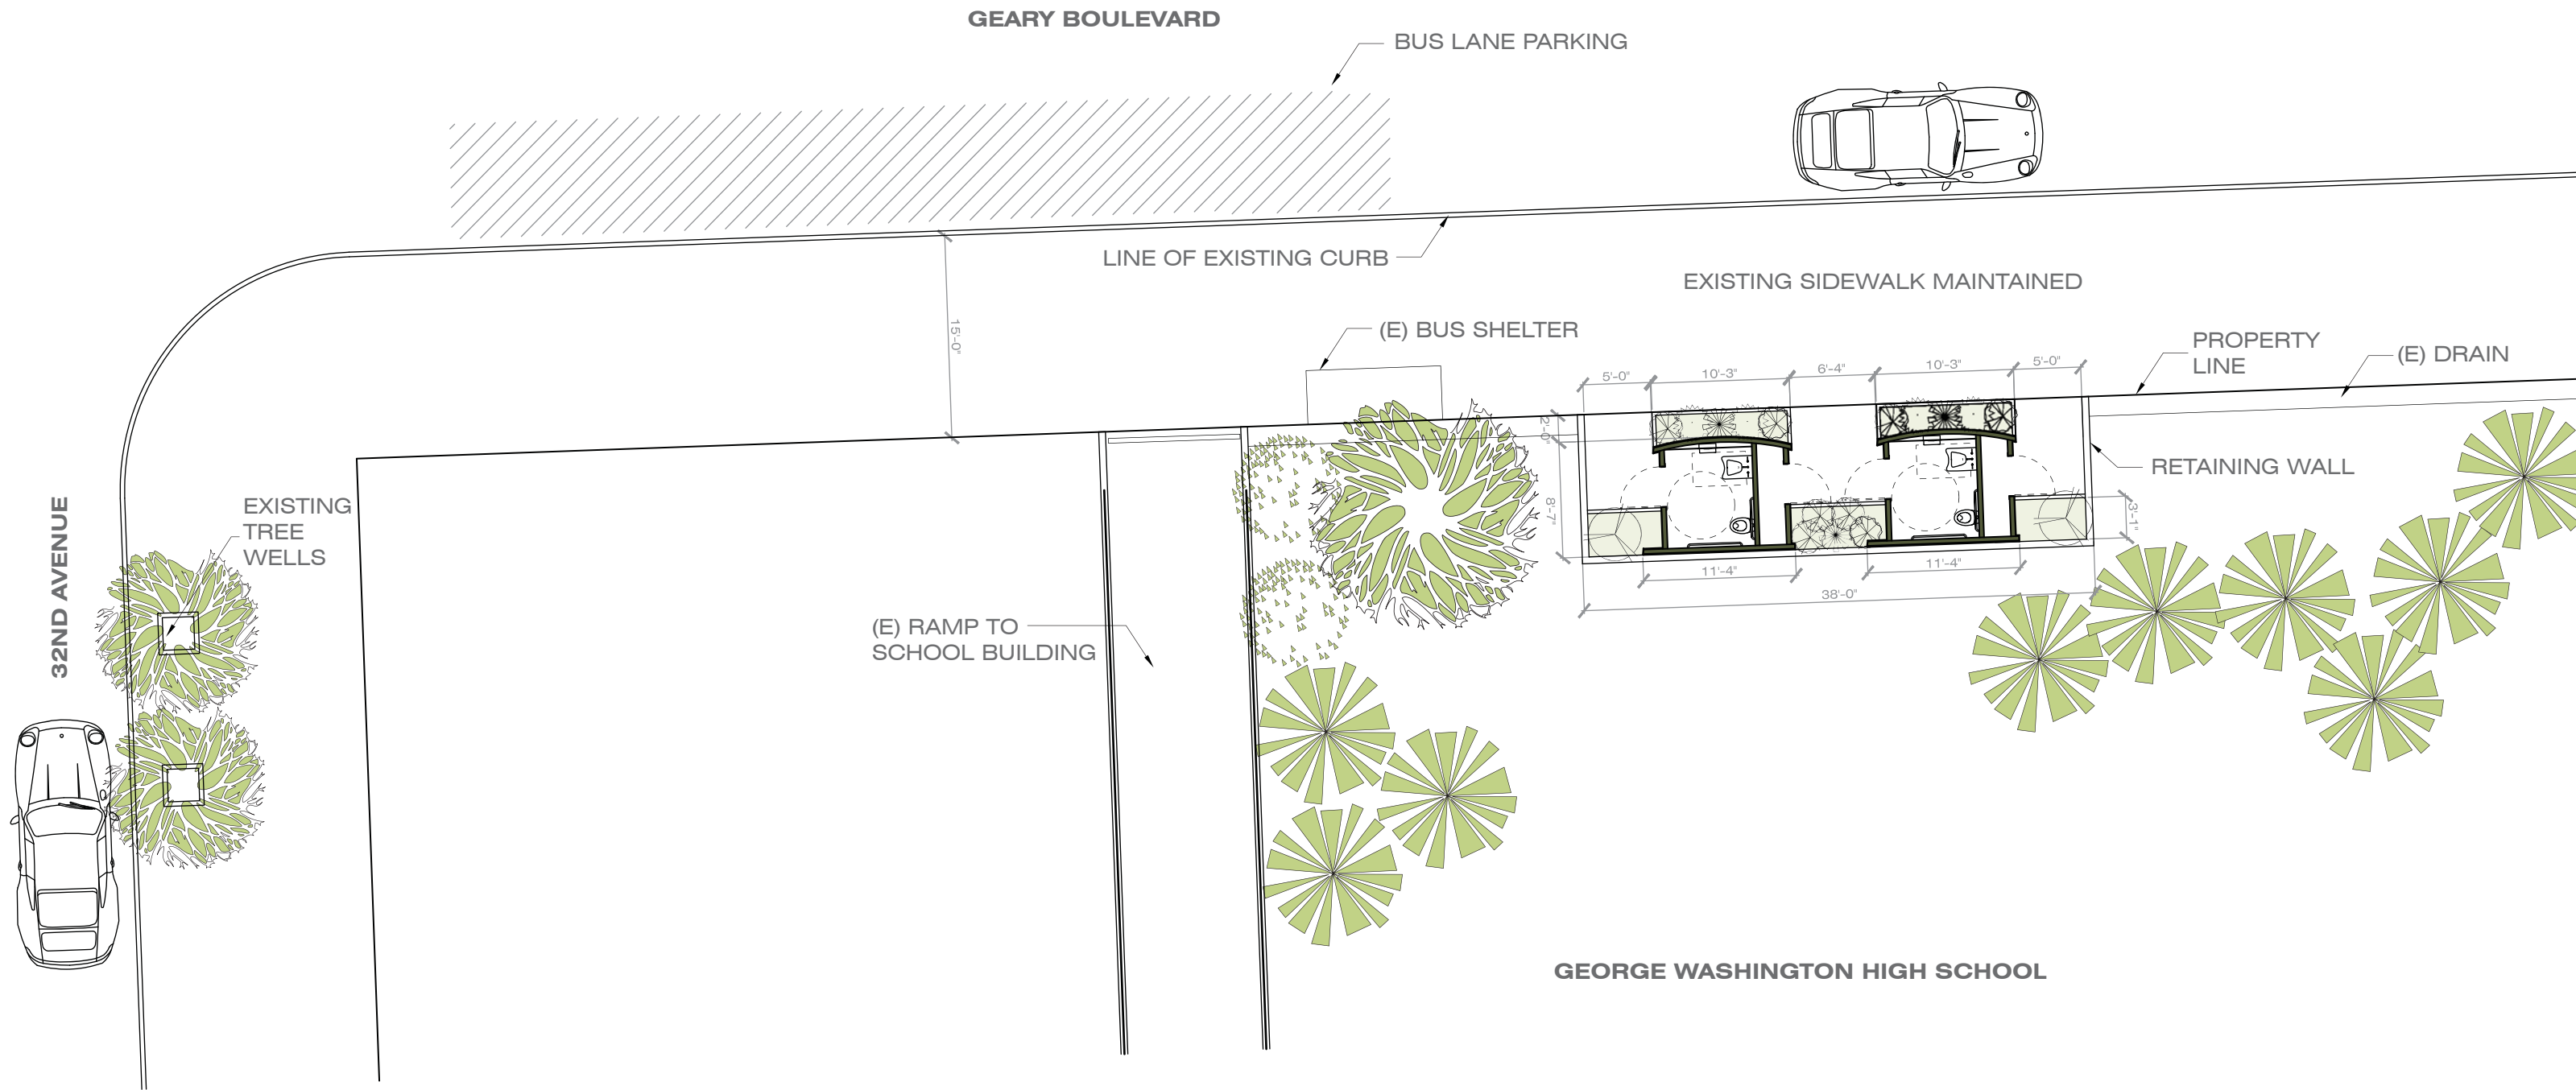 GEARY BOULEVARD
BUS LANE PARKING
LINE OF EXISTING CURB
EXISTING SIDEWALK MAINTAINED
15'-0"
(E) BUS SHELTER
PROPERTY
LINE
(E) DRAIN
5'-0"
10'-3"
6'-4"
10'-3"
5'-0"
2'-0"
8'-7"
RETAINING WALL
3'-1"
11'-4"
11'-4"
38'-0"
32ND AVENUE
EXISTING
TREE
WELLS
(E) RAMP TO
SCHOOL BUILDING
GEORGE WASHINGTON HIGH SCHOOL